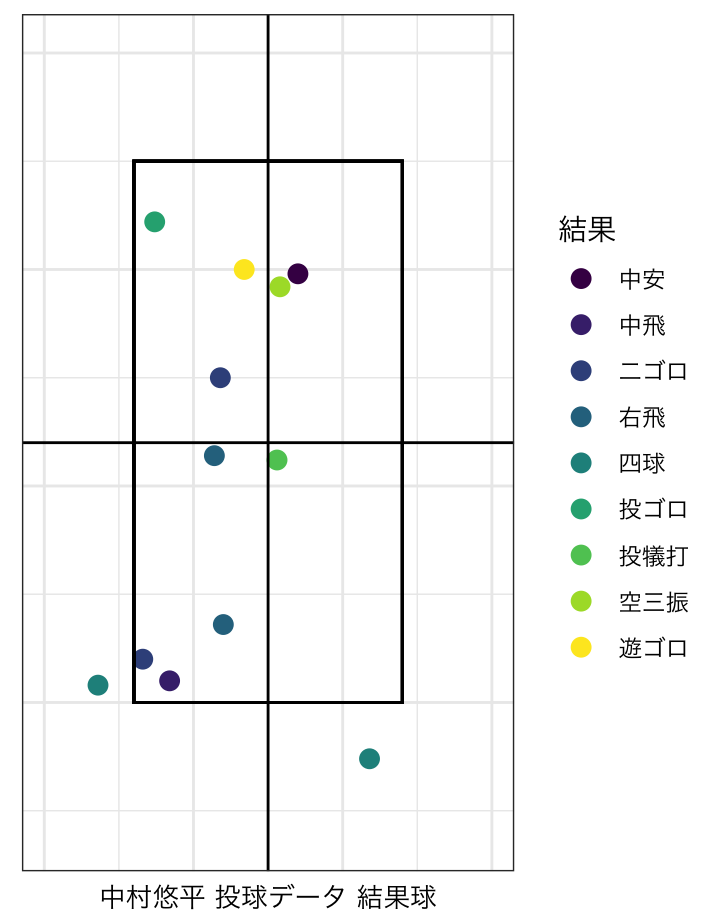 結果
中安
中飛
二ゴロ
右飛
四球
投ゴロ
投犠打
空三振
遊ゴロ
中村悠平 投球データ 結果球